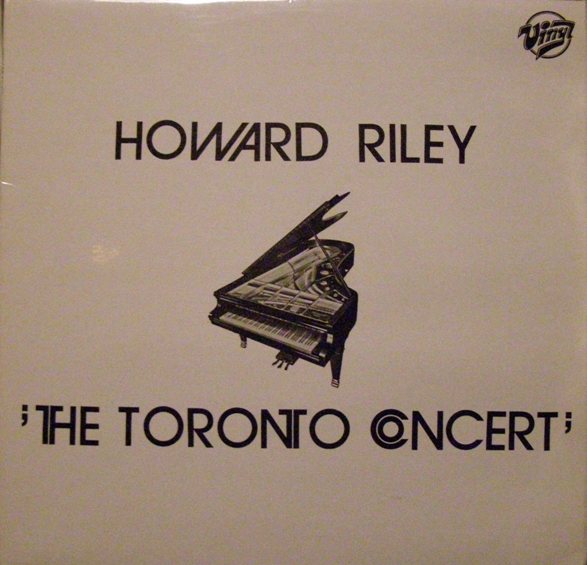 Vinyl
HOWARD RILEY
;THE TORONTO CONCERT;